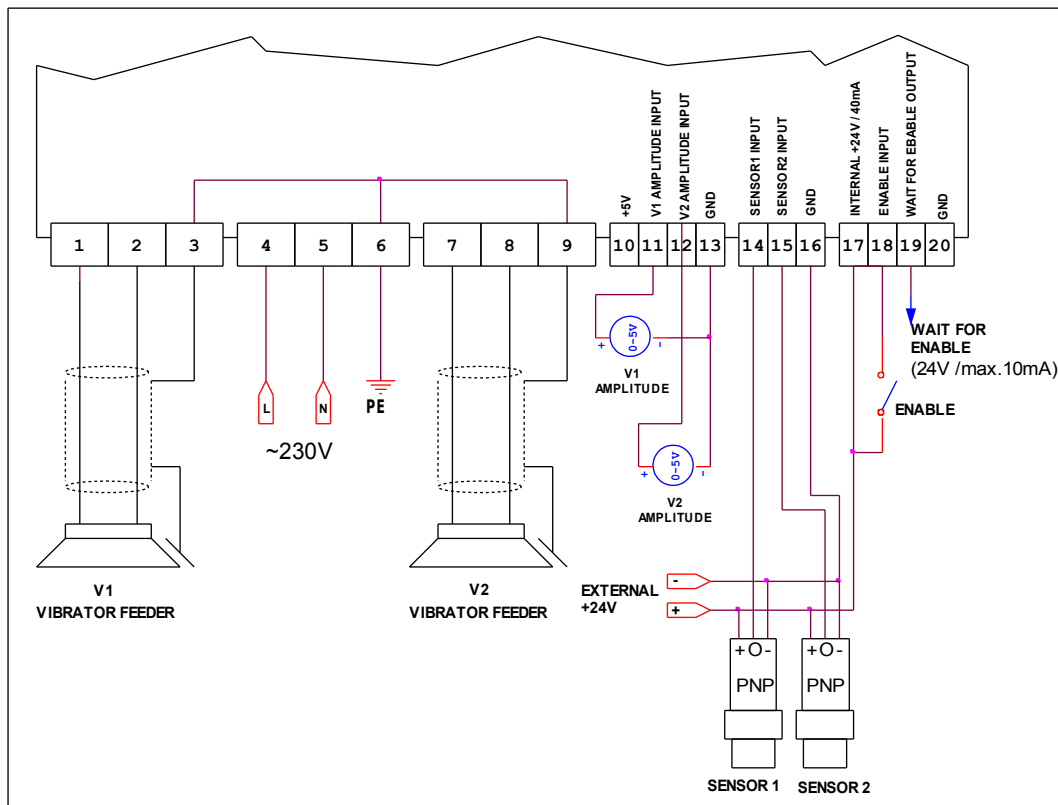 +5V
V1 AMPLITUDE INPUT
V2 AMPLITUDE INPUT
GND
SENSOR1 INPUT
SENSOR2 INPUT
GND
INTERNAL +24V / 40mA
ENABLE INPUT
WAIT FOR EBABLE OUTPUT
GND
1 2 3 4 5 6 7 8 9 10 11 12 13 14 15 16 17 18 19 20
+ 0-5V -
V1
AMPLITUDE
WAIT FOR
ENABLE
(24V /max.10mA)
L N PE
~230V
ENABLE
+ 0-5V -
V2
AMPLITUDE
V1
VIBRATOR FEEDER
V2
VIBRATOR FEEDER
EXTERNAL
+24V
-
+
+O-
PNP
SENSOR 1
+O-
PNP
SENSOR 2